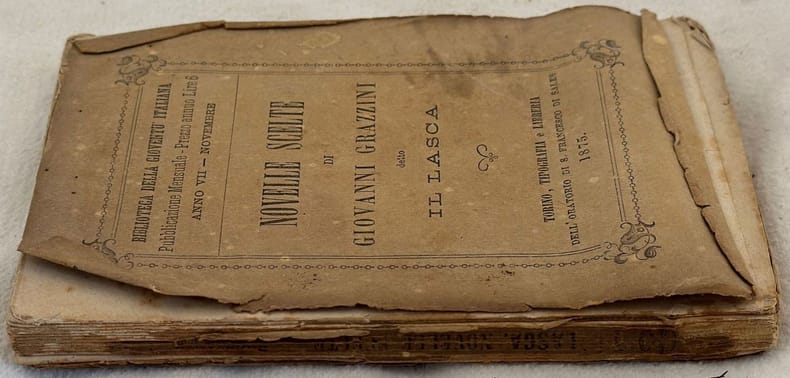 BIBLIOTECA DELLA GIOVENTÙ ITALIANA
Pubblicazione Mensuale - Prezzo annuo Lire 6
ANNO VII — NOVEMBRE
NOVELLE SCELTE
DI
GIOVANNI GRAZZINI
detto
IL LASCA
TORINO, TIPOGRAFIA e LIBRERIA
DELL'ORATORIO DI S. FRANCESCO DI SALES
1875.
LASCA, NOVELLE